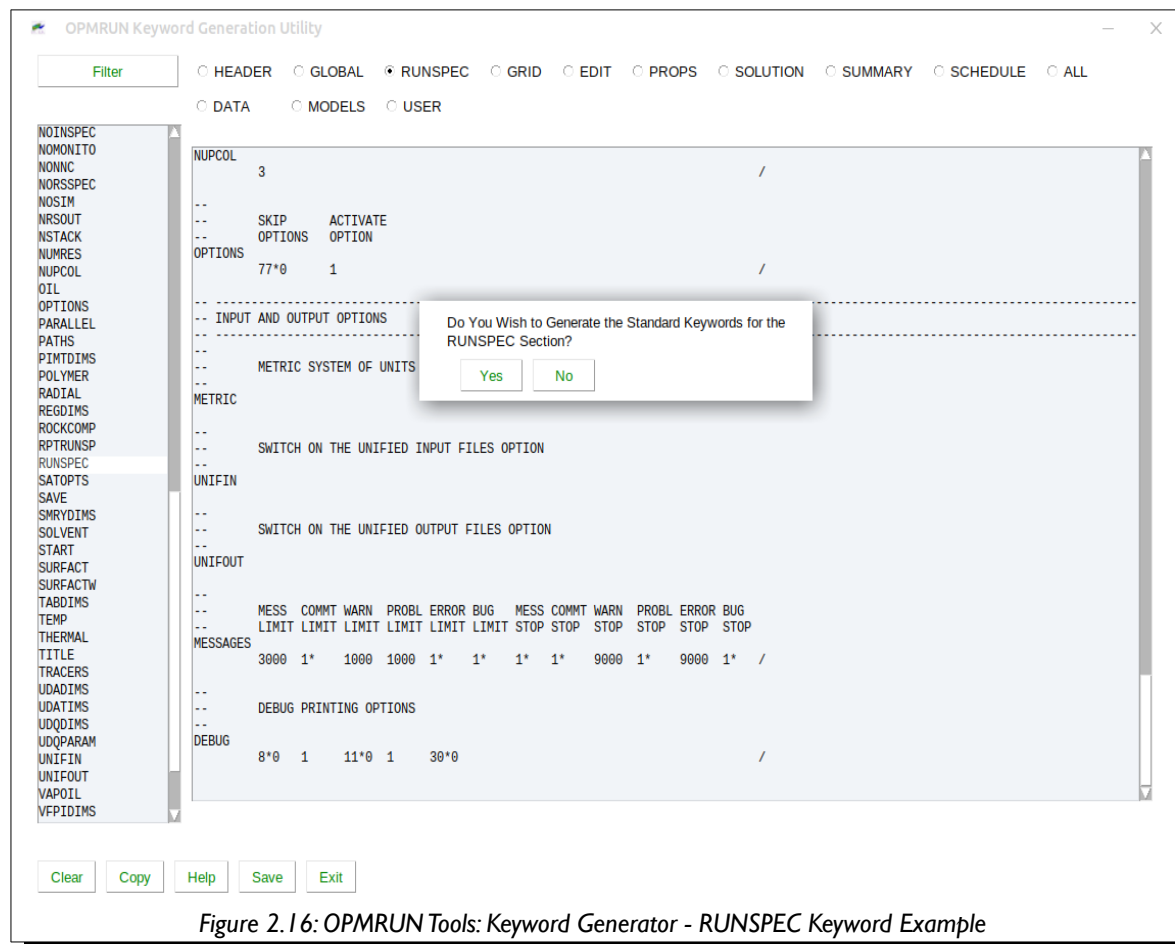 OPMRUN Keyword Generation Utility
Filter
HEADER GLOBAL RUNSPEC GRID EDIT PROPS SOLUTION SUMMARY SCHEDULE ALL
DATA MODELS USER
NOINSPEC
NOMONITO
NONNC
NORSSPEC
NOSIM
NRSOUT
NSTACK
NUMRES
NUPCOL
OIL
OPTIONS
PARALLEL
PATHS
PIMTDIMS
POLYMER
RADIAL
REGDIMS
ROCKCOMP
RPTRUNSP
RUNSPEC
SATOPTS
SAVE
SMRYDIMS
SOLVENT
START
SURFACT
SURFACTW
TABDIMS
TEMP
THERMAL
TITLE
TRACERS
UDADIMS
UDATIMS
UDQDIMS
UDQPARAM
UNIFIN
UNIFOUT
VAPOIL
VFPIDIMS
NUPCOL
3 /
--
-- SKIP ACTIVATE
-- OPTIONS OPTION
OPTIONS
77*0 1 /
-- --------------------------------------------------------------------------------
-- INPUT AND OUTPUT OPTIONS
-- --------------------------------------------------------------------------------
--
-- METRIC SYSTEM OF UNITS
--
METRIC
--
-- SWITCH ON THE UNIFIED INPUT FILES OPTION
--
UNIFIN
--
-- SWITCH ON THE UNIFIED OUTPUT FILES OPTION
--
UNIFOUT
--
-- MESS COMMT WARN PROBL ERROR BUG MESS COMMT WARN PROBL ERROR BUG
-- LIMIT LIMIT LIMIT LIMIT LIMIT LIMIT STOP STOP STOP STOP STOP STOP
MESSAGES
3000 1* 1000 1000 1* 1* 1* 1* 9000 1* 9000 1* /
--
-- DEBUG PRINTING OPTIONS
--
DEBUG
8*0 1 11*0 1 30*0 /
Do You Wish to Generate the Standard Keywords for the
RUNSPEC Section?
Yes No
Clear Copy Help Save Exit
Figure 2.16: OPMRUN Tools: Keyword Generator - RUNSPEC Keyword Example